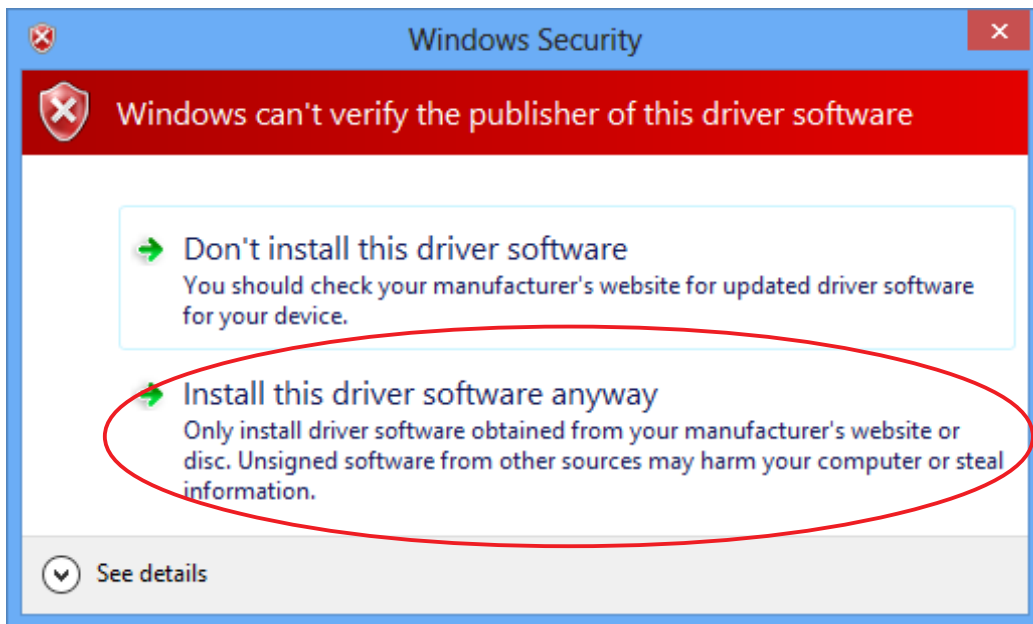 Windows Security
Windows can't verify the publisher of this driver software
Don't install this driver software
You should check your manufacturer's website for updated driver software
for your device.
Install this driver software anyway
Only install driver software obtained from your manufacturer's website or
disc. Unsigned software from other sources may harm your computer or steal
information.
See details